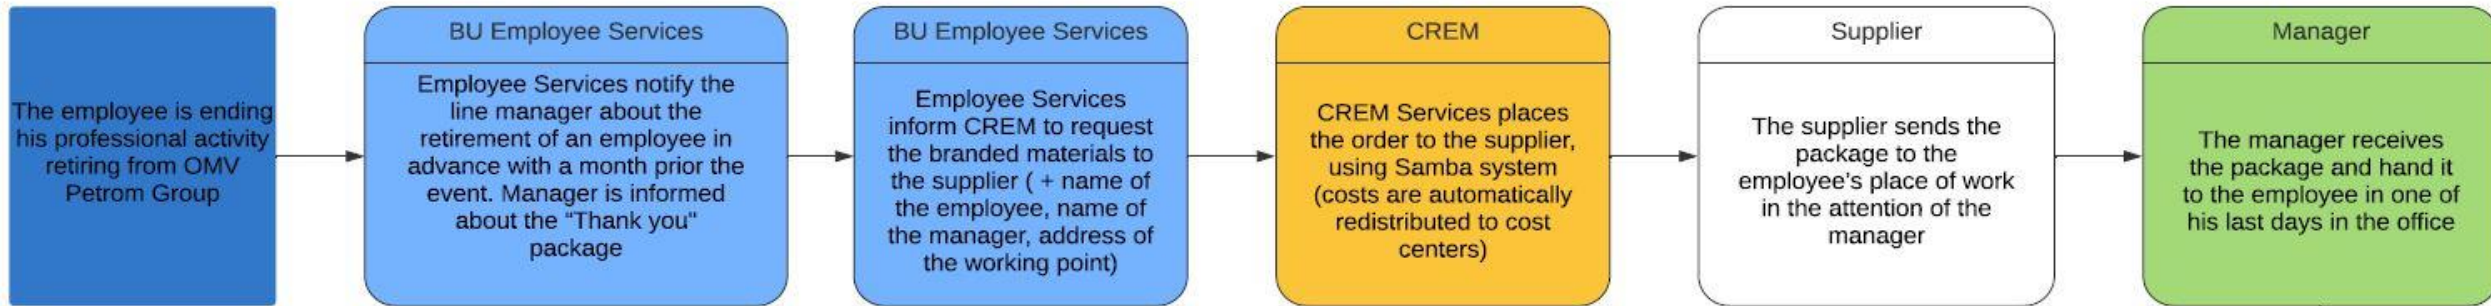 The employee is ending
his professional activity
retiring from OMV
Petrom Group
BU Employee Services
Employee Services notify the
line manager about the
retirement of an employee in
advance with a month prior the
event. Manager is informed
about the “Thank you"
package
BU Employee Services
Employee Services
inform CREM to request
the branded materials to
the supplier ( + name of
the employee, name of
the manager, address of
the working point)
CREM
CREM Services places
the order to the supplier,
using Samba system
(costs are automatically
redistributed to cost
centers)
Supplier
The supplier sends the
package to the
employee’s place of work
in the attention of the
manager
Manager
The manager receives
the package and hand it
to the employee in one of
his last days in the office